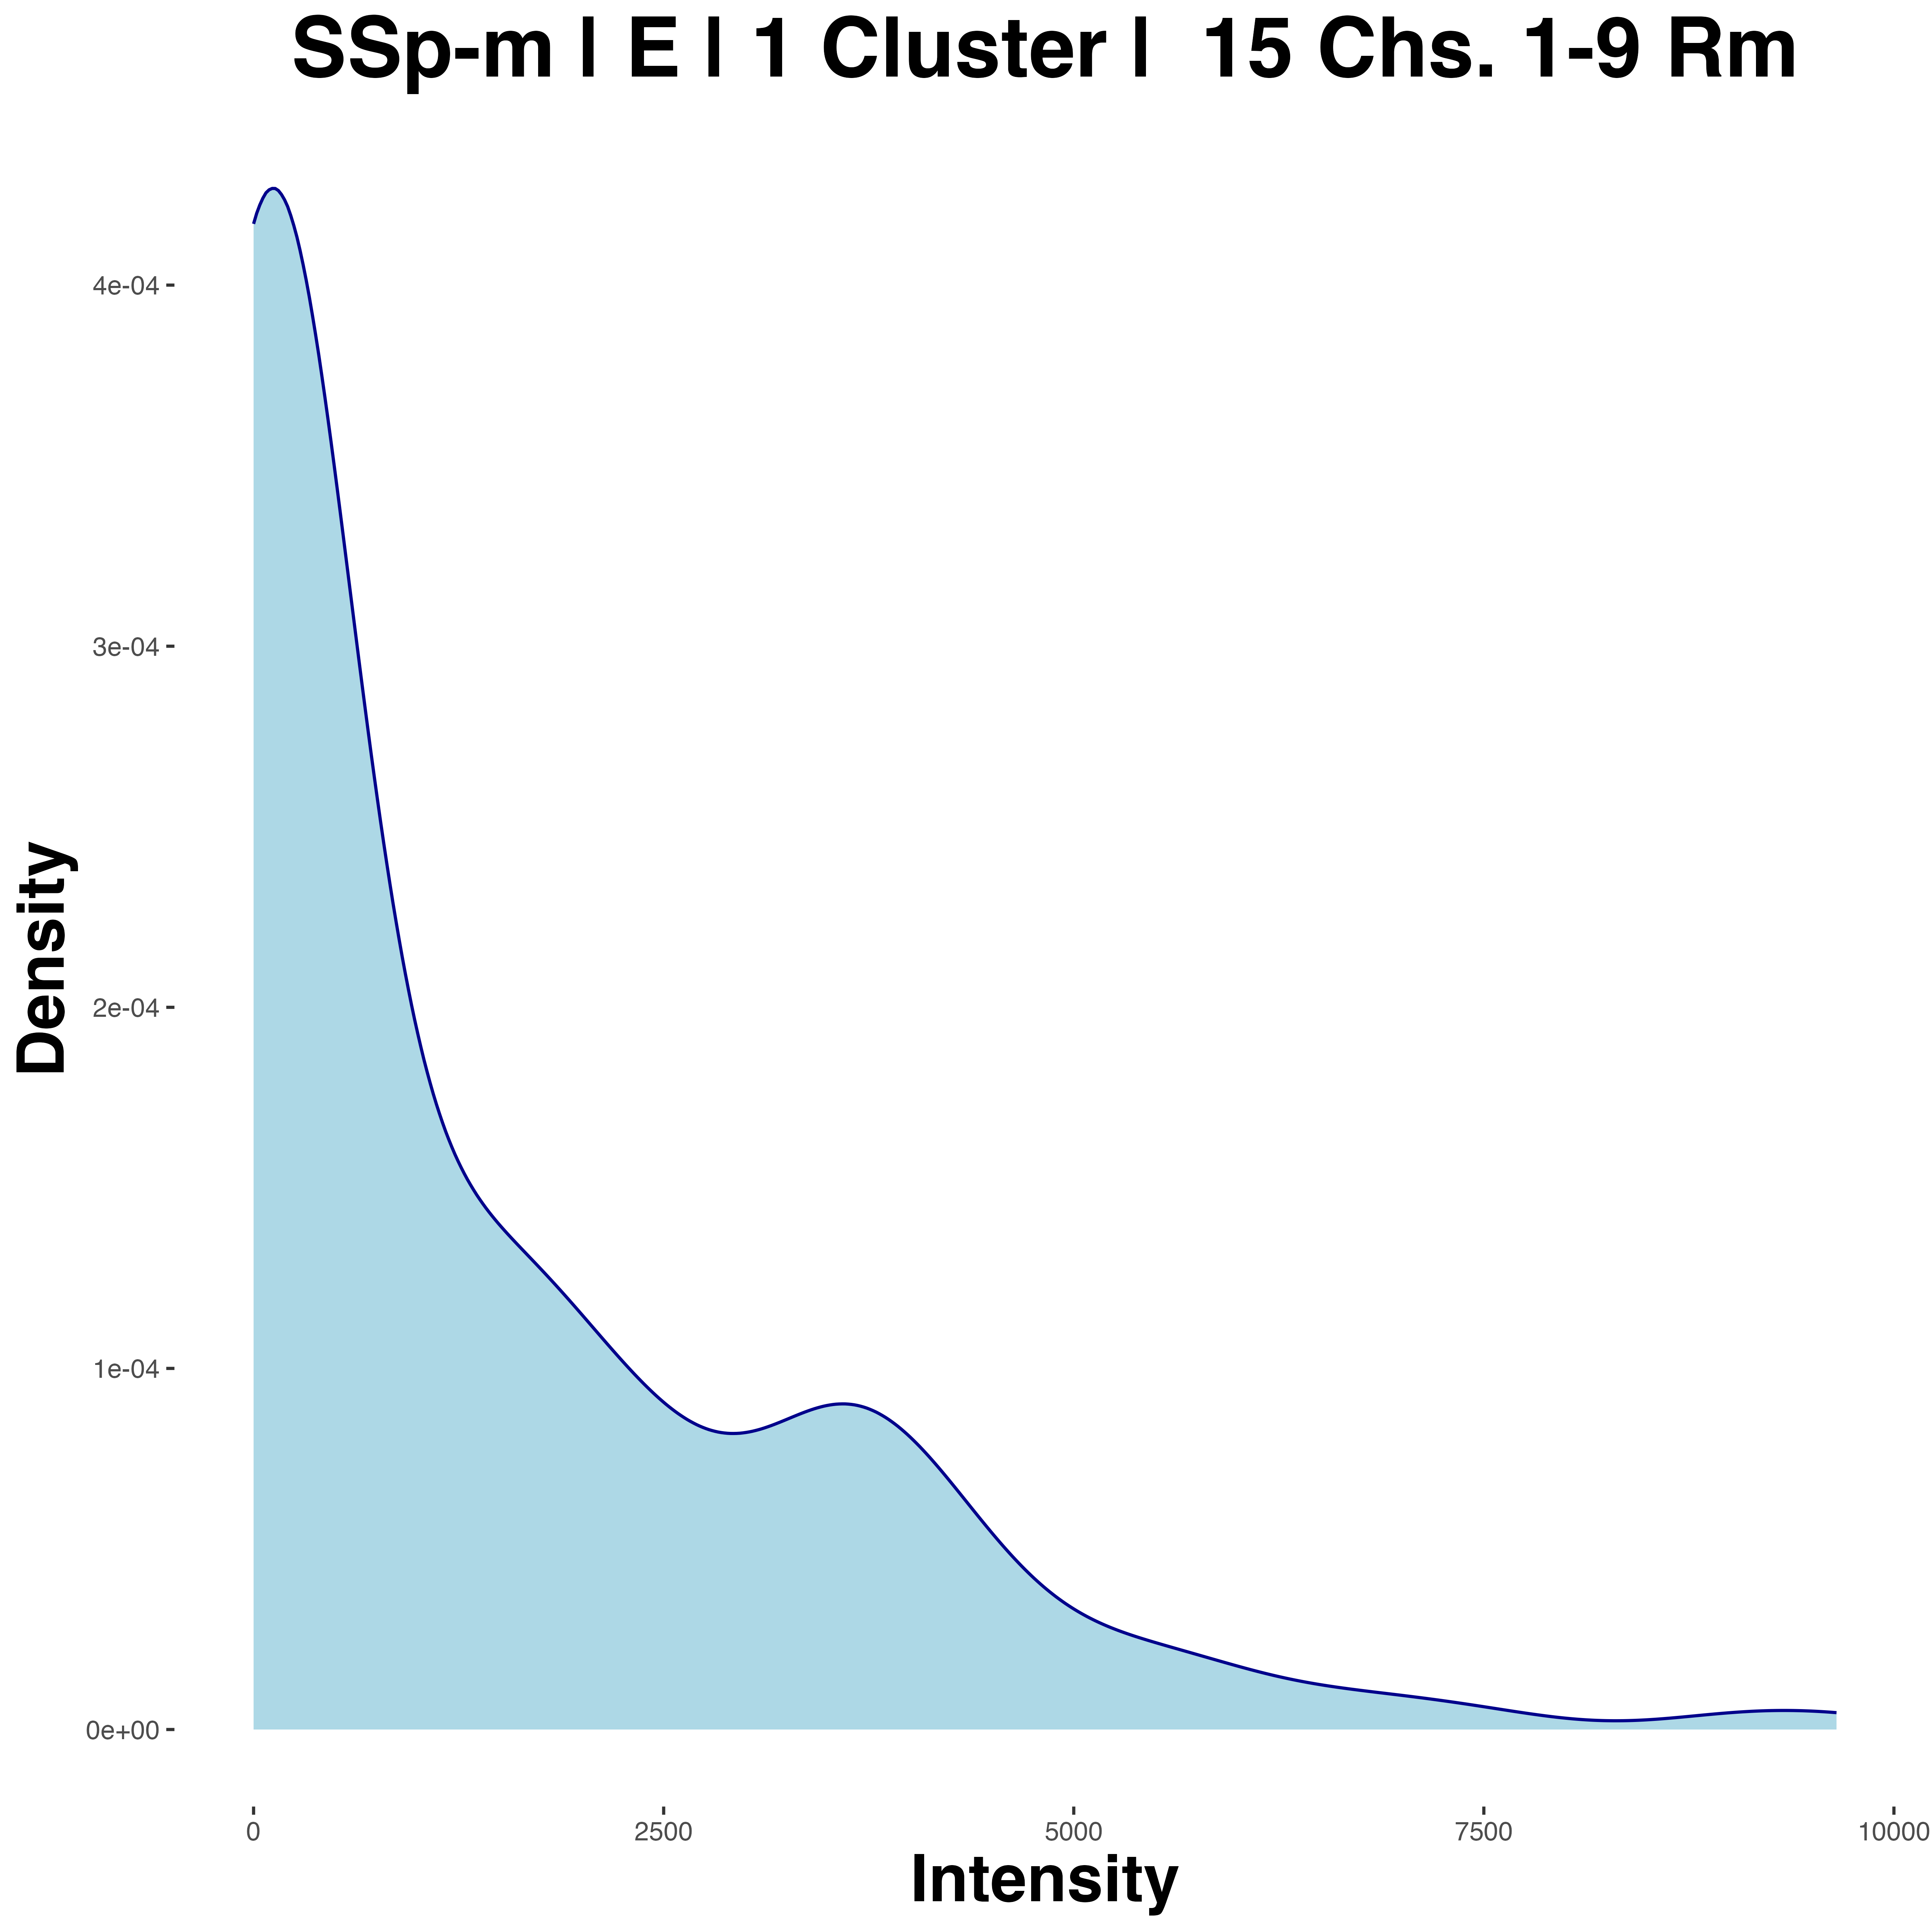 SSp-m | E | 1 Cluster |  15 Chs. 1-9 Rm
Density
4e-04
3e-04
2e-04
1e-04
0e+00
0 2500 5000 7500 10000
Intensity